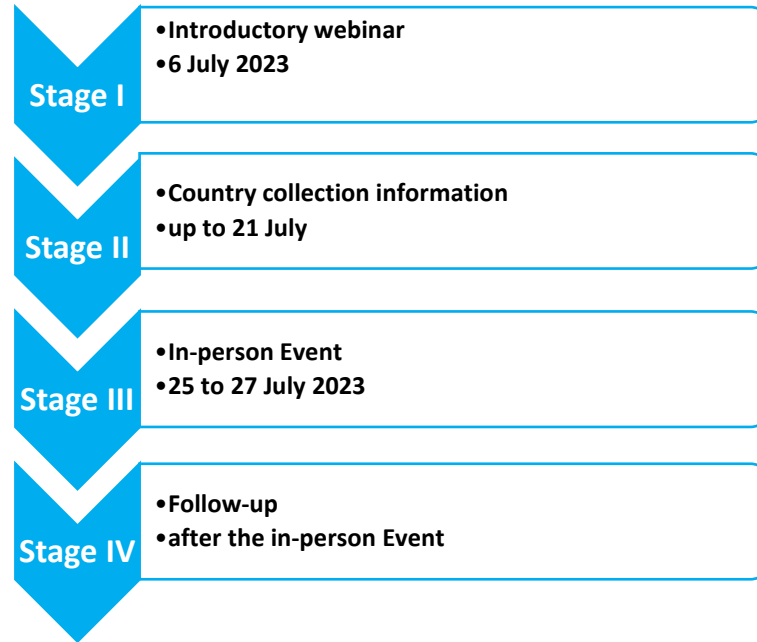 Stage I
•Introductory webinar
•6 July 2023
Stage II
•Country collection information
•up to 21 July
Stage III
•In-person Event
•25 to 27 July 2023
Stage IV
•Follow-up
•after the in-person Event